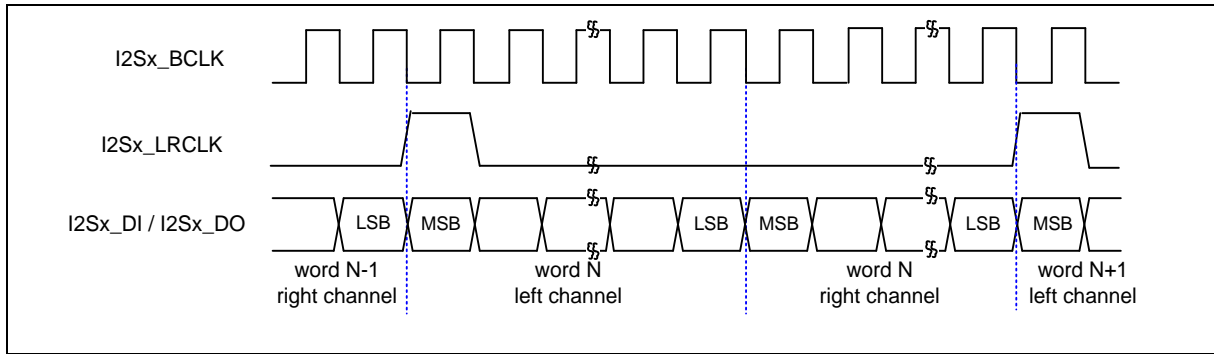 I2Sx_BCLK
I2Sx_LRCLK
I2Sx_DI / I2Sx_DO
LSB
MSB
LSB
MSB
LSB
MSB
word N-1
right channel
word N
left channel
word N
right channel
word N+1
left channel